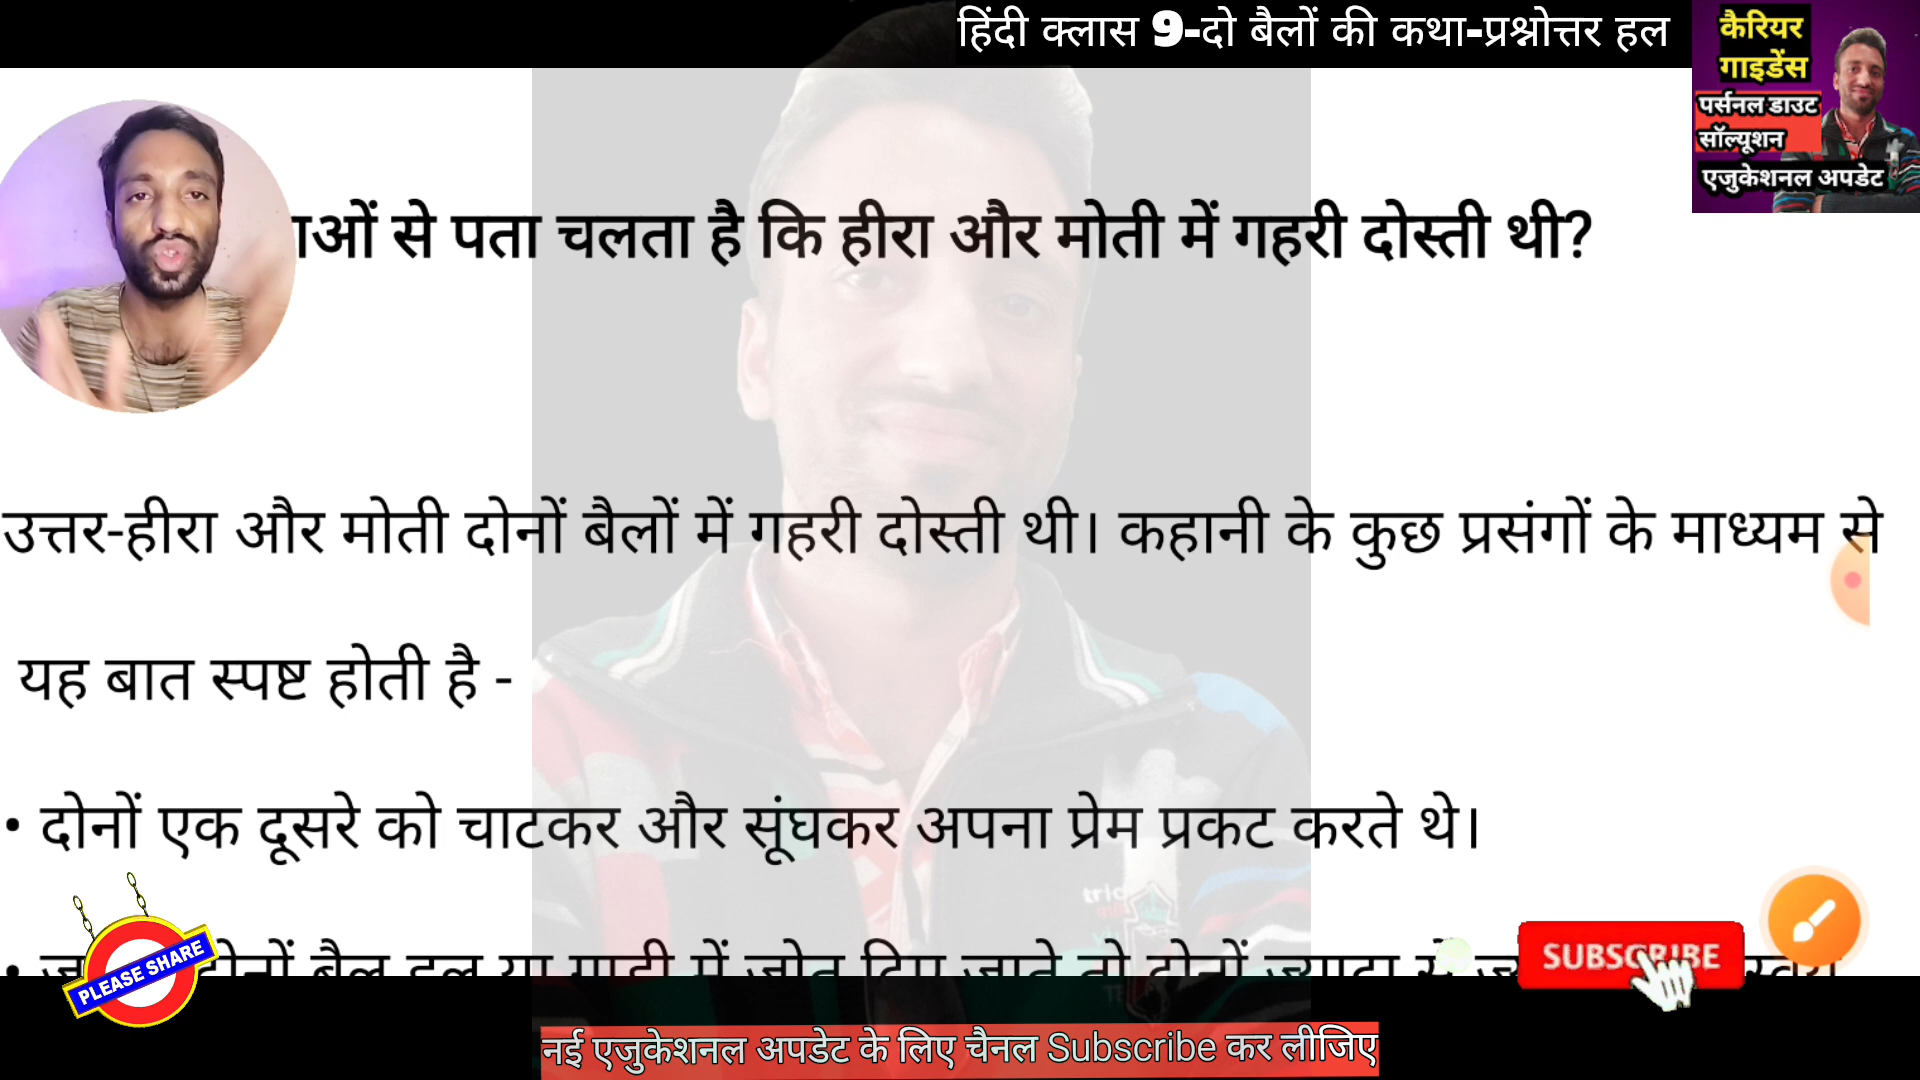 हिंदी क्लास 9-दो बैलों की कथा-प्रश्नोत्तर हल
कैरियर
गाइडेंस
पर्सनल डाउट
सॉल्यूशन
एजुकेशनल अपडेट
से पता चलता है कि हीरा और मोती में गहरी दोस्ती थी?
उत्तर-हीरा और मोती दोनों बैलों में गहरी दोस्ती थी। कहानी के कुछ प्रसंगों के माध्यम से
यह बात स्पष्ट होती है -
• दोनों एक दूसरे को चाटकर और सूंघकर अपना प्रेम प्रकट करते थे।
• दोनों बैल हल या गाड़ी में जोत दिए जाते तो दोनों ज्यादा से
PLEASE SHARE
SUBSCRIBE
नई एजुकेशनल अपडेट के लिए चैनल Subscribe कर लीजिए